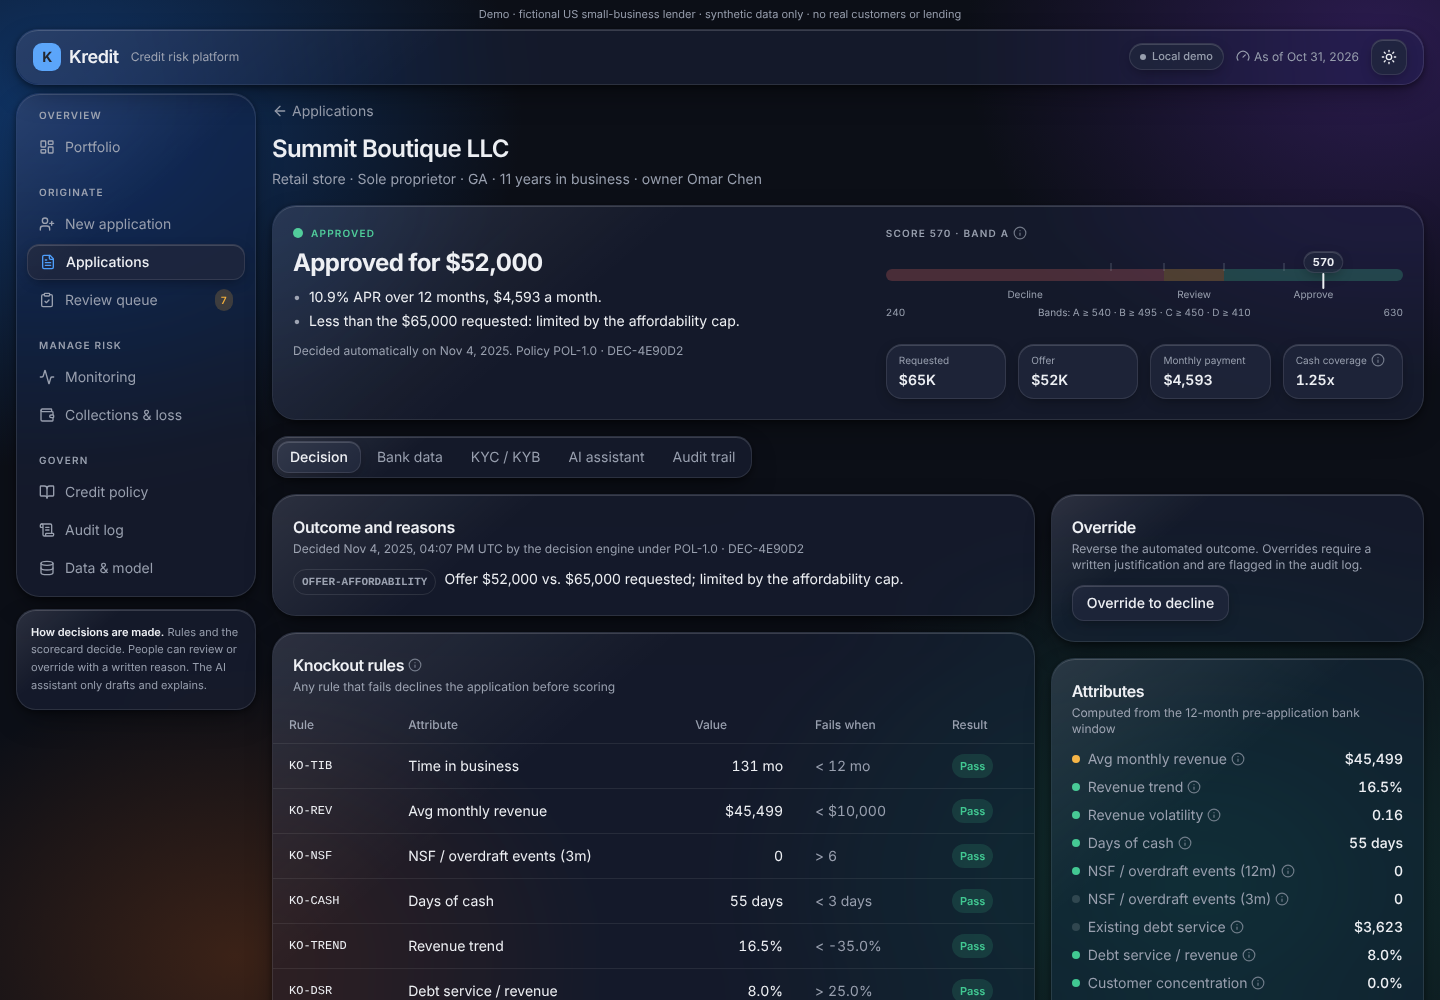 Demo · fictional US small-business lender · synthetic data only · no real customers or lending
K Kredit Credit risk platform
Local demo
As of Oct 31, 2026
OVERVIEW
Portfolio
ORIGINATE
New application
Applications
Review queue 7
MANAGE RISK
Monitoring
Collections & loss
GOVERN
Credit policy
Audit log
Data & model
How decisions are made. Rules and the
scorecard decide. People can review or
override with a written reason. The AI
assistant only drafts and explains.
Applications
Summit Boutique LLC
Retail store · Sole proprietor · GA · 11 years in business · owner Omar Chen
APPROVED
Approved for $52,000
• 10.9% APR over 12 months, $4,593 a month.
• Less than the $65,000 requested: limited by the affordability cap.
Decided automatically on Nov 4, 2025. Policy POL-1.0 · DEC-4E90D2
SCORE 570 · BAND A
570
Decline Review Approve
240 Bands: A ≥ 540 · B ≥ 495 · C ≥ 450 · D ≥ 410 630
Requested
$65K
Offer
$52K
Monthly payment
$4,593
Cash coverage
1.25x
Decision Bank data KYC / KYB AI assistant Audit trail
Outcome and reasons
Decided Nov 4, 2025, 04:07 PM UTC by the decision engine under POL-1.0 · DEC-4E90D2
OFFER-AFFORDABILITY Offer $52,000 vs. $65,000 requested; limited by the affordability cap.
Knockout rules
Any rule that fails declines the application before scoring
Rule Attribute Value Fails when Result
KO-TIB Time in business 131 mo < 12 mo Pass
KO-REV Avg monthly revenue $45,499 < $10,000 Pass
KO-NSF NSF / overdraft events (3m) 0 > 6 Pass
KO-CASH Days of cash 55 days < 3 days Pass
KO-TREND Revenue trend 16.5% < -35.0% Pass
KO-DSR Debt service / revenue 8.0% > 25.0% Pass
Override
Reverse the automated outcome. Overrides require a
written justification and are flagged in the audit log.
Override to decline
Attributes
Computed from the 12-month pre-application bank
window
Avg monthly revenue $45,499
Revenue trend 16.5%
Revenue volatility 0.16
Days of cash 55 days
NSF / overdraft events (12m) 0
NSF / overdraft events (3m) 0
Existing debt service $3,623
Debt service / revenue 8.0%
Customer concentration 0.0%